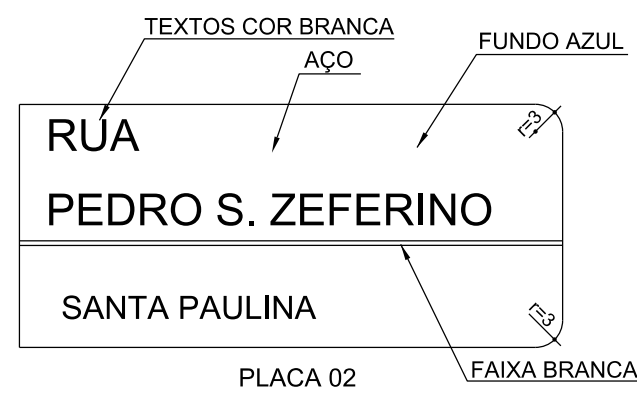 TEXTOS COR BRANCA
FUNDO AZUL
AÇO
RUA
r=3
PEDRO S. ZEFERINO
SANTA PAULINA
r=3
PLACA 02
FAIXA BRANCA